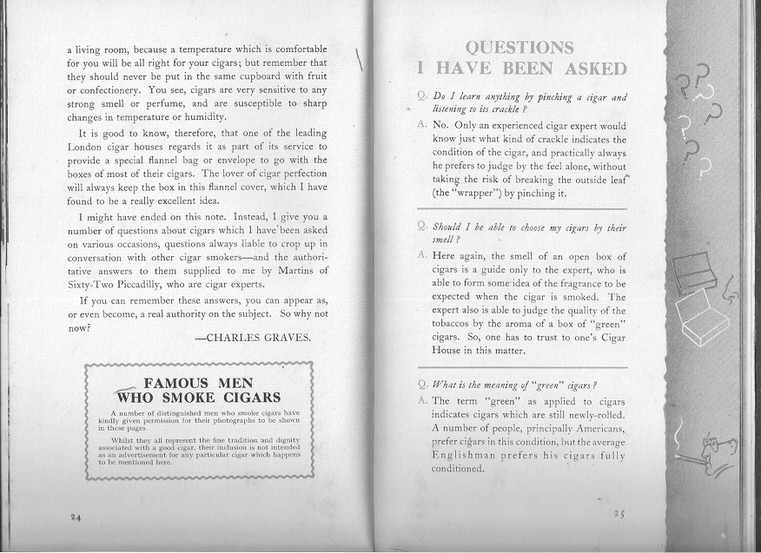 a living room, because a temperature which is comfortable
for you will be all right for your cigars; but remember that
they should never be put in the same cupboard with fruit
or confectionery. You see, cigars are very sensitive to any
strong smell or perfume, and are susceptible to sharp
changes in temperature or humidity.
It is good to know, therefore, that one of the leading
London cigar houses regards it as part of its service to
provide a special flannel bag or envelope to go with the
boxes of most of their cigars. The lover of cigar perfection
will always keep the box in this flannel cover, which I have
found to be a really excellent idea.
I might have ended on this note. Instead, I give you a
number of questions about cigars which I have been asked
on various occasions, questions always liable to crop up in
conversation with other cigar smokers—and the authori-
tative answers to them supplied to me by Martins of
Sixty-Two Piccadilly, who are cigar experts.
If you can remember these answers, you can appear as,
or even become, a real authority on the subject. So why not
now?
—CHARLES GRAVES.
FAMOUS MEN
WHO SMOKE CIGARS
A number of distinguished men who smoke cigars have
kindly given permission for their photographs to be shown
in these pages.
Whilst they all represent the fine tradition and dignity
associated with a good cigar, their inclusion is not intended
as an advertisement for any particular cigar which happens
to be mentioned here.
24
QUESTIONS
I HAVE BEEN ASKED
Q. Do I learn anything by pinching a cigar and
listening to its crackle?
A. No. Only an experienced cigar expert would
know just what kind of crackle indicates the
condition of the cigar, and practically always
he prefers to judge by the feel alone, without
taking the risk of breaking the outside leaf
(the "wrapper") by pinching it.
Q. Should I be able to choose my cigars by their
smell?
A. Here again, the smell of an open box of
cigars is a guide only to the expert, who is
able to form some idea of the fragrance to be
expected when the cigar is smoked. The
expert also is able to judge the quality of the
tobaccos by the aroma of a box of "green"
cigars. So, one has to trust to one's Cigar
House in this matter.
Q. What is the meaning of "green" cigars?
A. The term "green" as applied to cigars
indicates cigars which are still newly-rolled.
A number of people, principally Americans,
prefer cigars in this condition, but the average
Englishman prefers his cigars fully
conditioned.
25